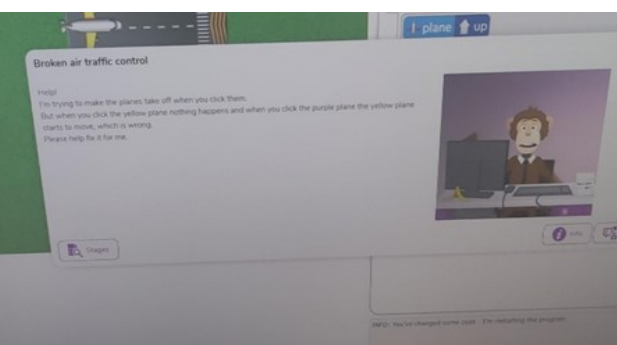 plane up
Broken air traffic control
Help!
I'm trying to make the planes take off when you click them.
But when you click the yellow plane nothing happens and when you click the purple plane the yellow plane
starts to move, which is wrong.
Please help fix it for me.
Stages
Info
INFO: You've changed some code. I'm restarting the program.